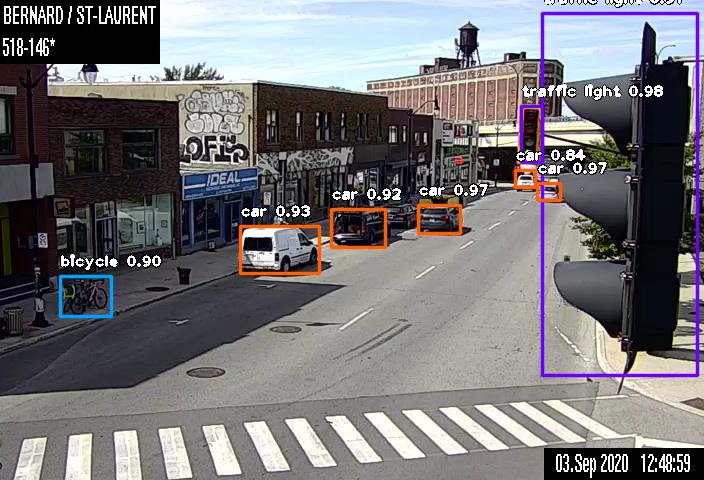 BERNARD / ST-LAURENT
518-146*
traffic light 0.98
car 0.84
car 0.97
car 0.92
car 0.97
car 0.93
IDEAL
bicycle 0.90
03.Sep 2020 12:48:59